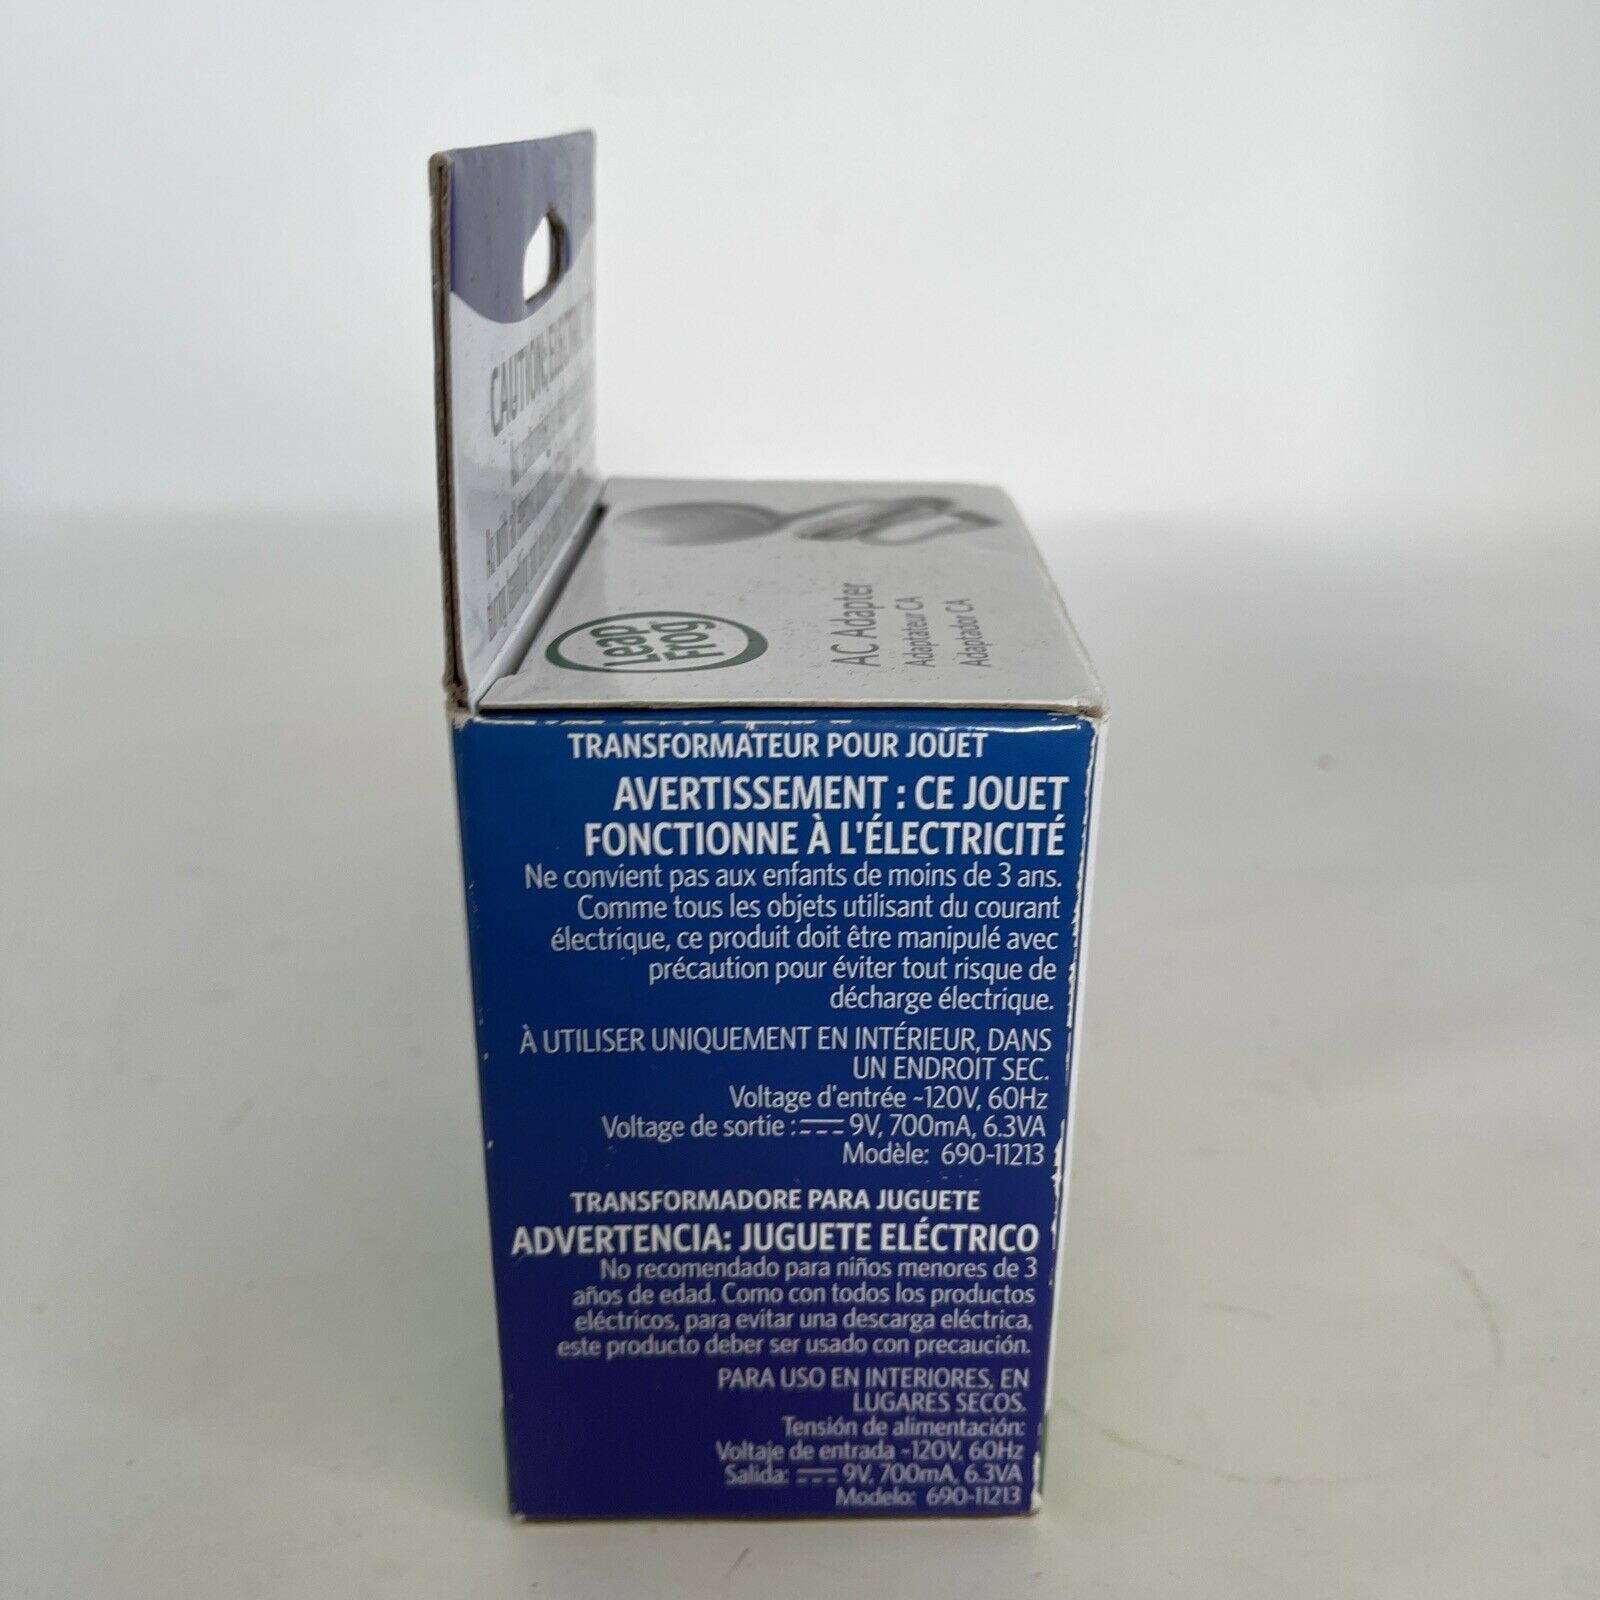 CAUTION: ELECTRIC
Leap
Frog
AC Adapter
Adaptateur CA
Adaptador CA
TRANSFORMATEUR POUR JOUET
AVERTISSEMENT : CE JOUET
FONCTIONNE À L'ÉLECTRICITÉ
Ne convient pas aux enfants de moins de 3 ans.
Comme tous les objets utilisant du courant
électrique, ce produit doit être manipulé avec
précaution pour éviter tout risque de
décharge électrique.
À UTILISER UNIQUEMENT EN INTÉRIEUR, DANS
UN ENDROIT SEC.
Voltage d'entrée ~120V, 60Hz
Voltage de sortie : ⎓ 9V, 700mA, 6.3VA
Modèle: 690-11213
TRANSFORMADORE PARA JUGUETE
ADVERTENCIA: JUGUETE ELÉCTRICO
No recomendado para niños menores de 3
años de edad. Como con todos los productos
eléctricos, para evitar una descarga eléctrica,
este producto deber ser usado con precaución.
PARA USO EN INTERIORES, EN
LUGARES SECOS.
Tensión de alimentación:
Voltaje de entrada ~120V, 60Hz
Salida: ⎓ 9V, 700mA, 6.3VA
Modelo: 690-11213